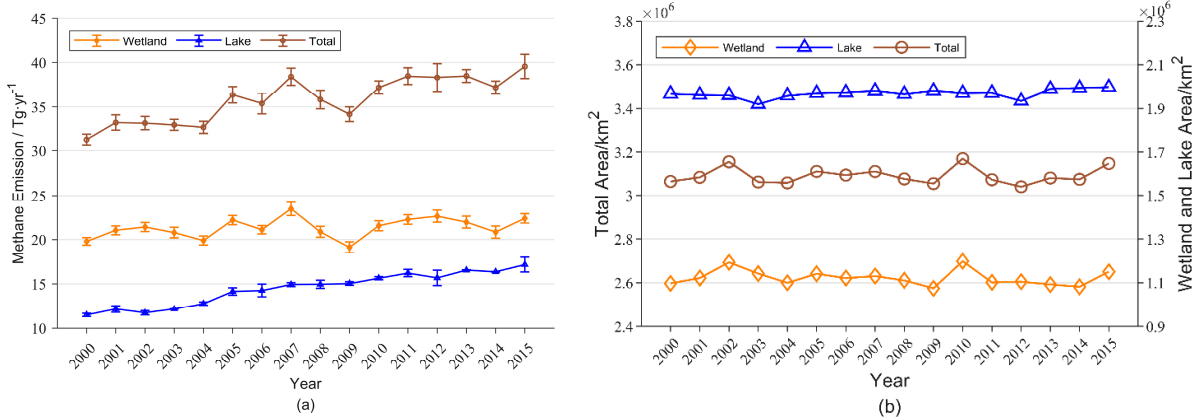 45
40
35
30
25
20
15
10
Methane Emission / Tg·yr⁻¹
Wetland Lake Total
2000 2001 2002 2003 2004 2005 2006 2007 2008 2009 2010 2011 2012 2013 2014 2015
Year
(a)
×10⁶
3.8
3.6
3.4
3.2
3
2.8
2.6
2.4
Total Area/km²
Wetland Lake Total
×10⁶
2.3
2.1
1.9
1.7
1.5
1.3
1.1
0.9
Wetland and Lake Area/km²
2000 2001 2002 2003 2004 2005 2006 2007 2008 2009 2010 2011 2012 2013 2014 2015
Year
(b)